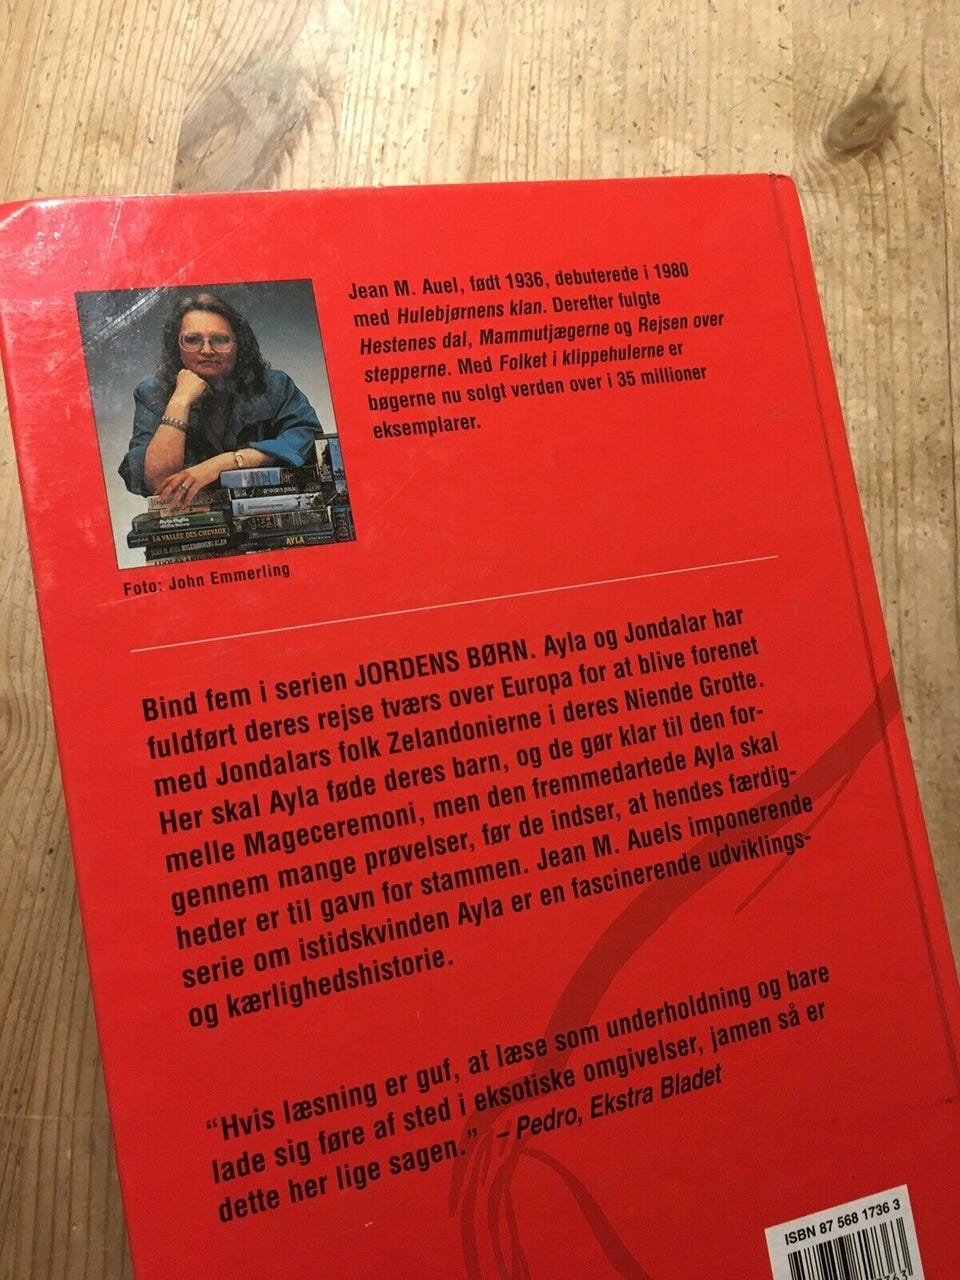 Jean M. Auel, født 1936, debuterede i 1980
med Hulebjørnens klan. Derefter fulgte
Hestenes dal, Mammutjægerne og Rejsen over
stepperne. Med Folket i klippehulerne er
bøgerne nu solgt verden over i 35 millioner
eksemplarer.
LA VALLEE DES CHEVAUX
AYLA
Foto: John Emmerling
Bind fem i serien JORDENS BØRN. Ayla og Jondalar har
fuldført deres rejse tværs over Europa for at blive forenet
med Jondalars folk Zelandonierne i deres Niende Grotte.
Her skal Ayla føde deres barn, og de gør klar til den for-
melle Mageceremoni, men den fremmedartede Ayla skal
gennem mange prøvelser, før de indser, at hendes færdig-
heder er til gavn for stammen. Jean M. Auels imponerende
serie om istidskvinden Ayla er en fascinerende udviklings-
og kærlighedshistorie.
“Hvis læsning er guf, at læse som underholdning og bare
lade sig føre af sted i eksotiske omgivelser, jamen så er
dette her lige sagen.” – Pedro, Ekstra Bladet
ISBN 87 568 1736 3